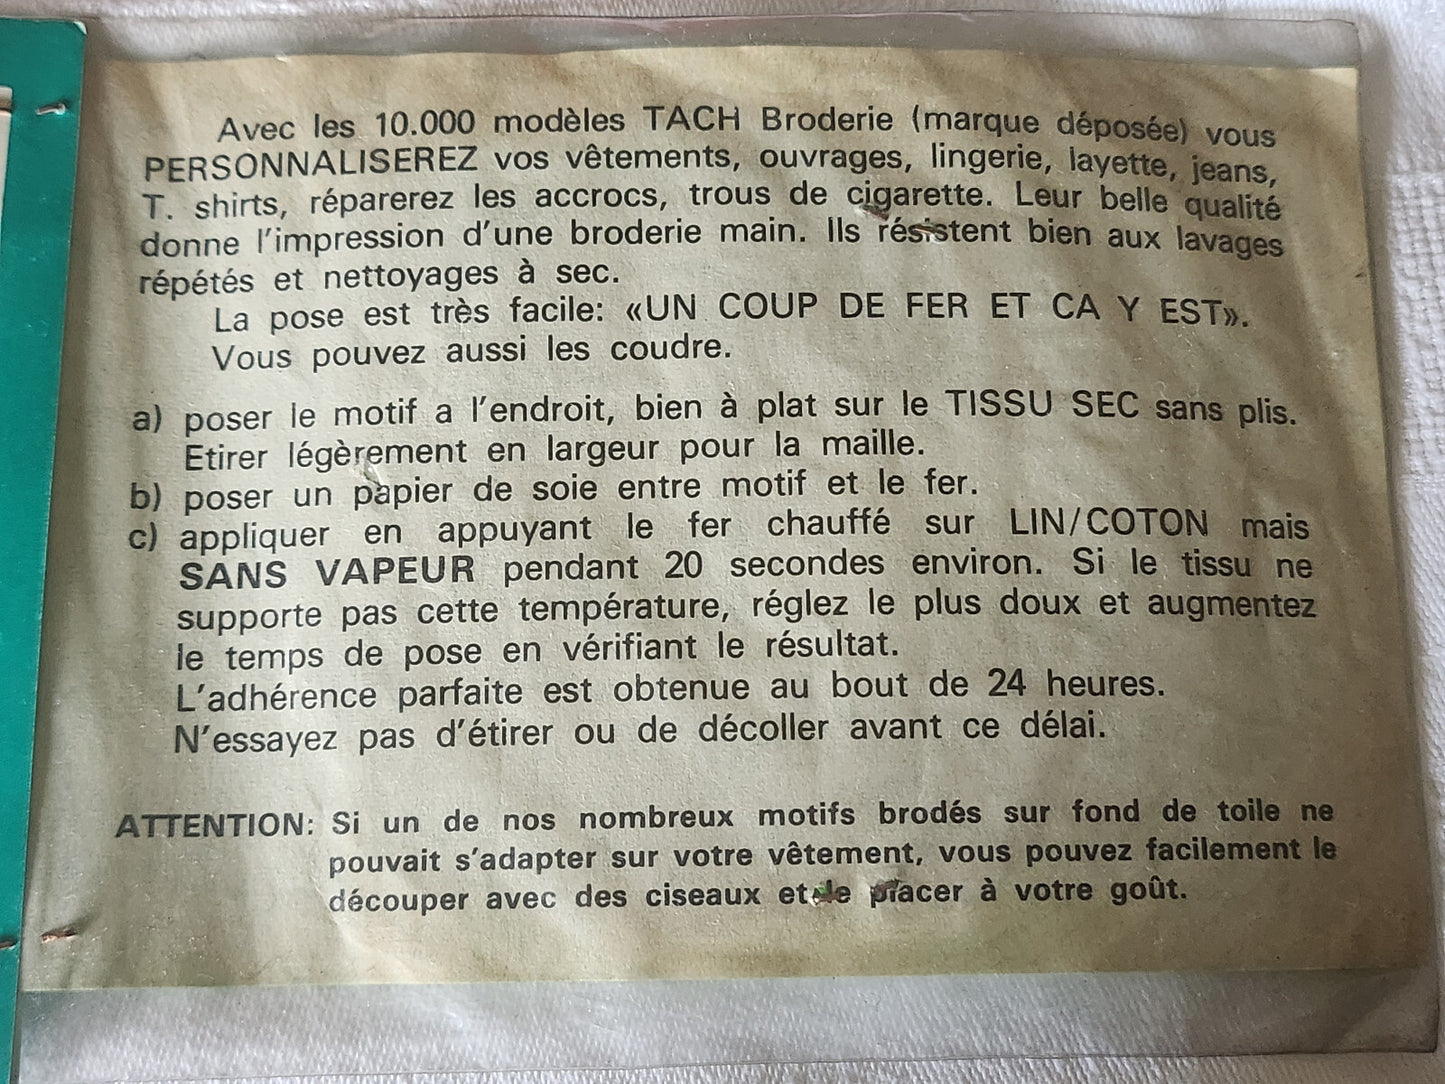 Avec les 10.000 modèles TACH Broderie (marque déposée) vous
PERSONNALISEREZ vos vêtements, ouvrages, lingerie, layette, jeans,
T. shirts, réparerez les accrocs, trous de cigarette. Leur belle qualité
donne l'impression d'une broderie main. Ils résistent bien aux lavages
répétés et nettoyages à sec.
La pose est très facile: «UN COUP DE FER ET CA Y EST».
Vous pouvez aussi les coudre.
a) poser le motif a l'endroit, bien à plat sur le TISSU SEC sans plis.
Etirer légèrement en largeur pour la maille.
b) poser un papier de soie entre motif et le fer.
c) appliquer en appuyant le fer chauffé sur LIN/COTON mais
SANS VAPEUR pendant 20 secondes environ. Si le tissu ne
supporte pas cette température, réglez le plus doux et augmentez
le temps de pose en vérifiant le résultat.
L'adhérence parfaite est obtenue au bout de 24 heures.
N'essayez pas d'étirer ou de décoller avant ce délai.
ATTENTION: Si un de nos nombreux motifs brodés sur fond de toile ne
pouvait s'adapter sur votre vêtement, vous pouvez facilement le
découper avec des ciseaux et le placer à votre goût.